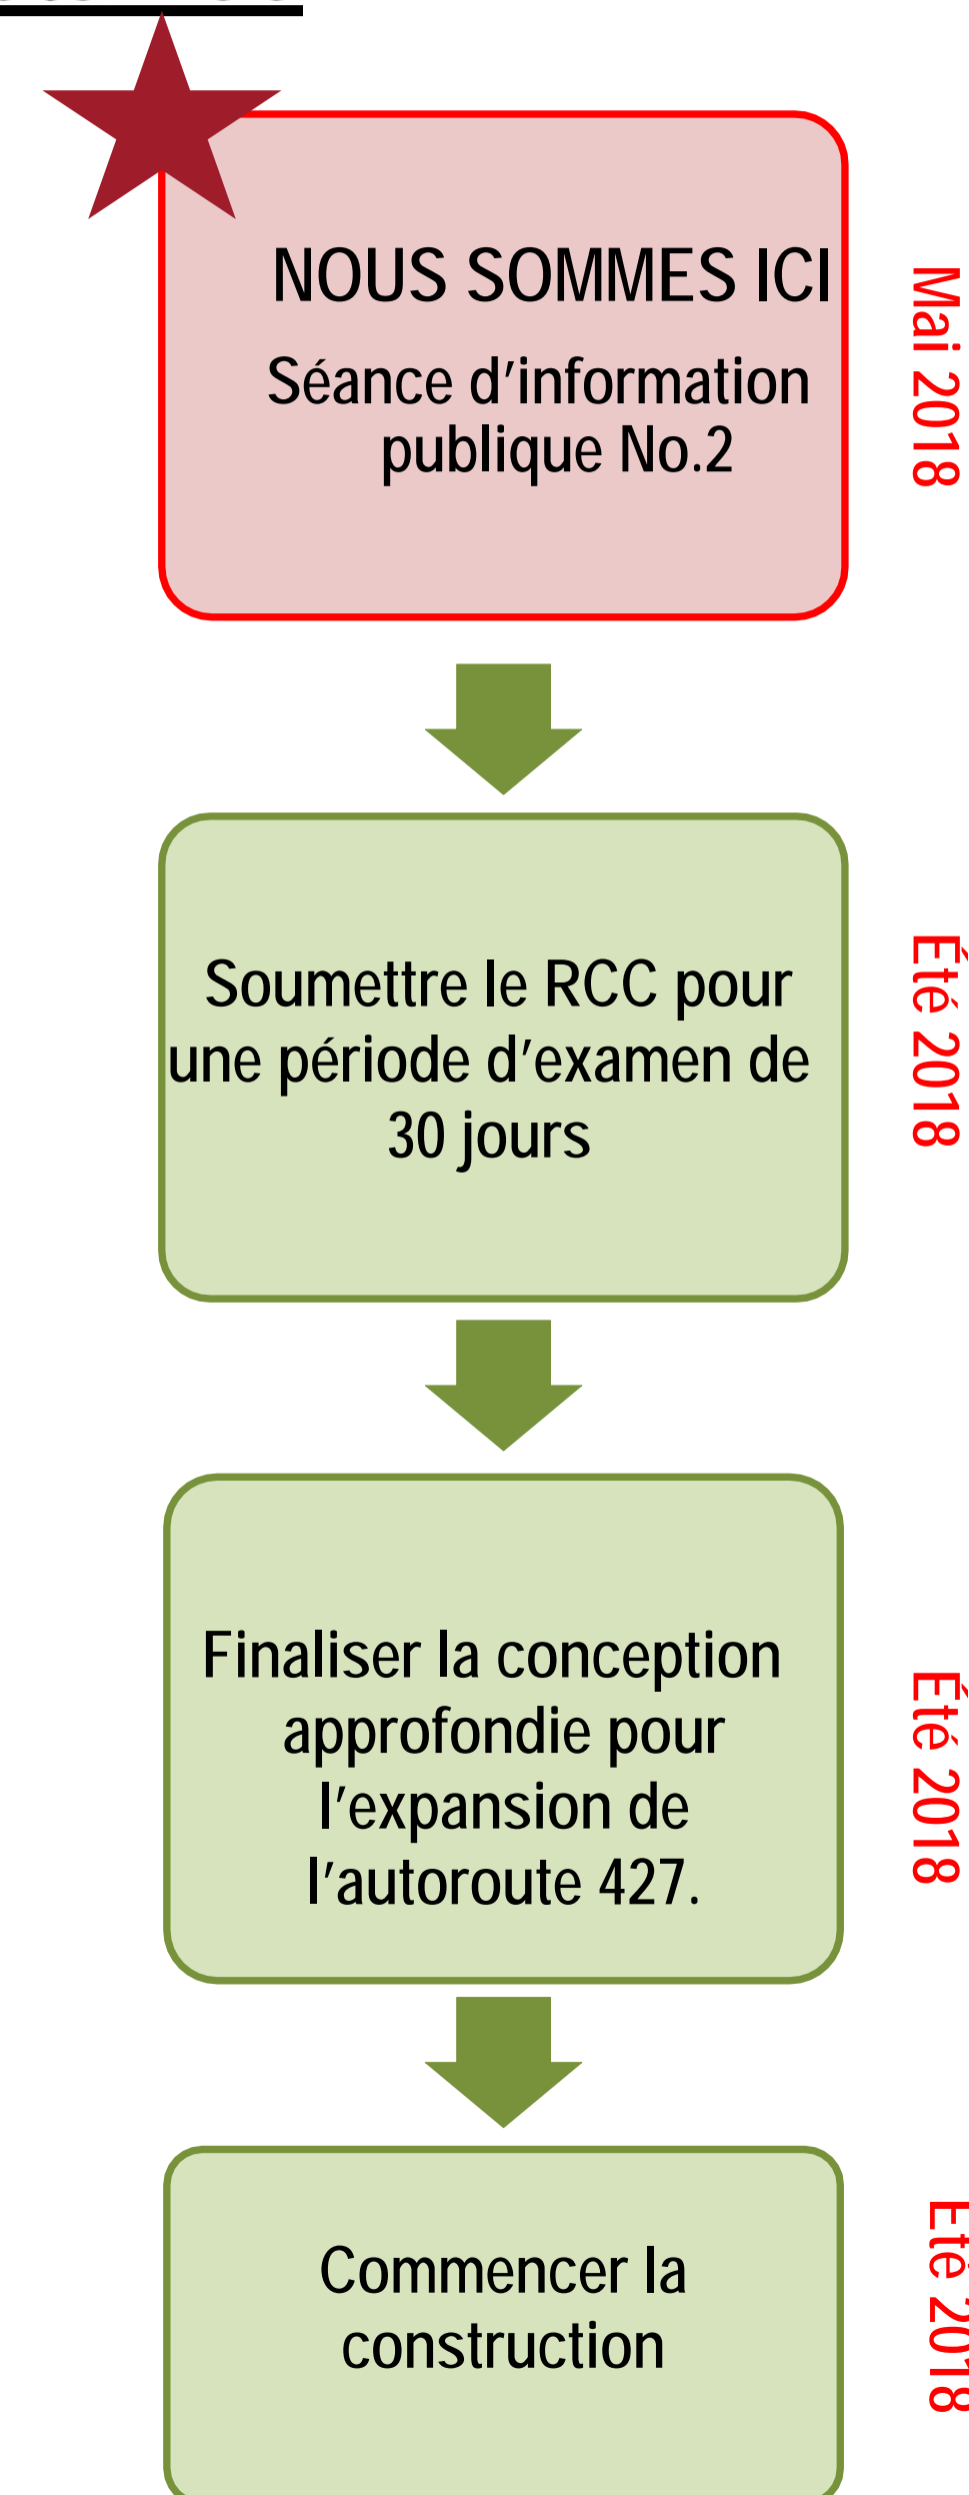 NOUS SOMMES ICI
Séance d'information
publique No.2
Mai 2018
Soumettre le RCC pour
une période d'examen de
30 jours
Été 2018
Finaliser la conception
approfondie pour
l'expansion de
l'autoroute 427.
Été 2018
Commencer la
construction
Été 2018